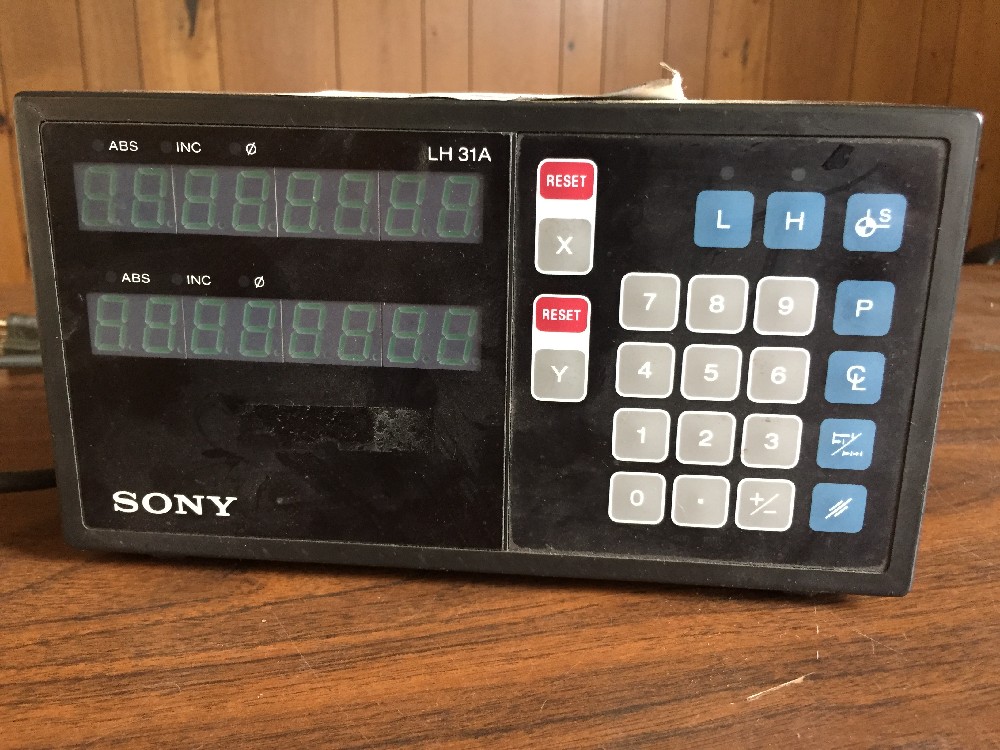 ABS INC Ø
LH 31A
ABS INC Ø
SONY
RESET
X
RESET
Y
L H S
7 8 9 P
4 5 6 ℄
1 2 3
0 . +/-